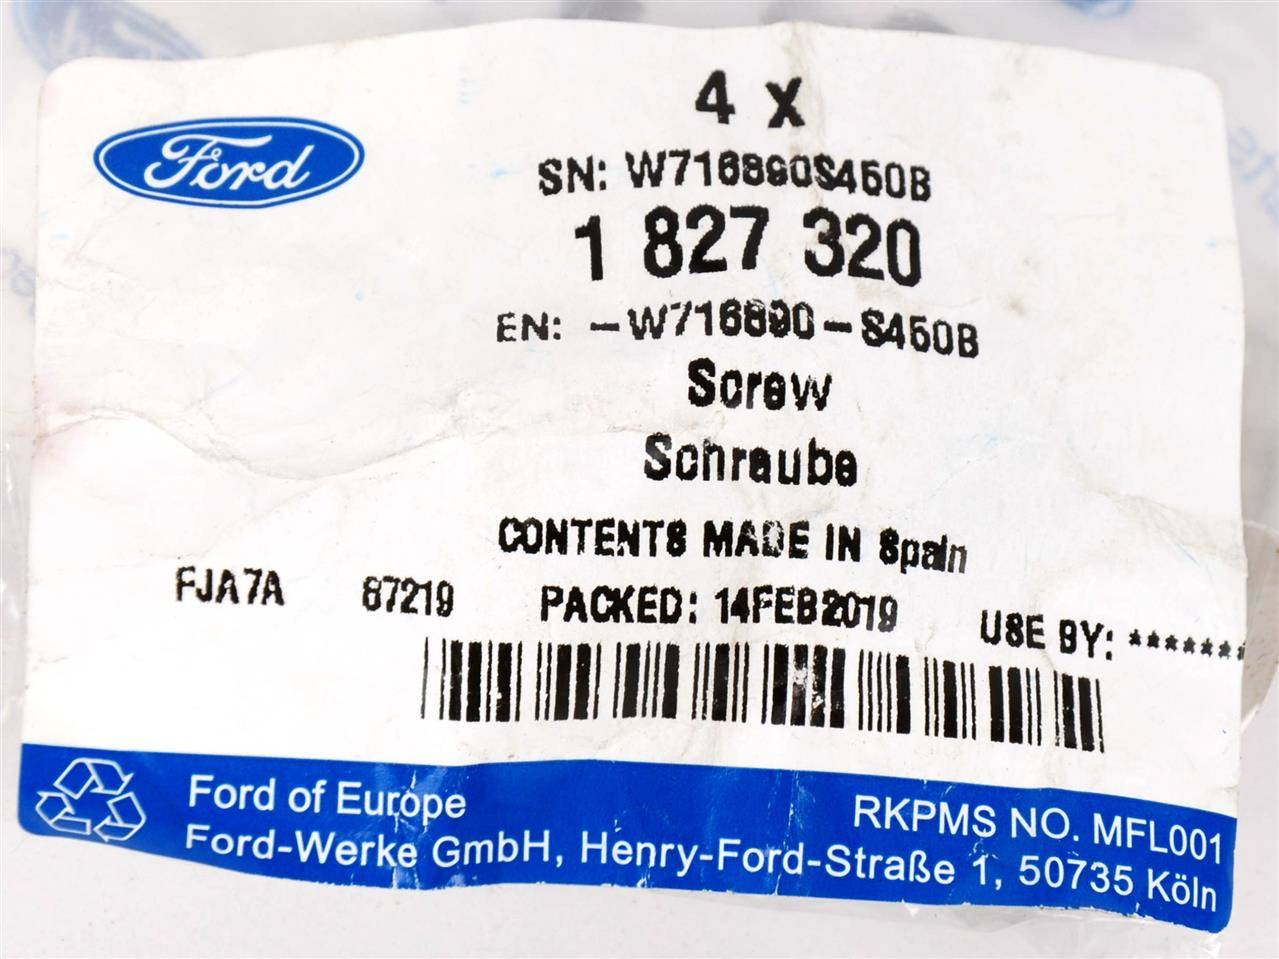 Ford
4 x
SN: W716890S450B
1 827 320
EN: -W716890-S450B
Screw
Schraube
CONTENTS MADE IN Spain
FJA7A 87219 PACKED: 14FEB2019 USE BY: *******
Ford of Europe RKPMS NO. MFL001
Ford-Werke GmbH, Henry-Ford-Straße 1, 50735 Köln